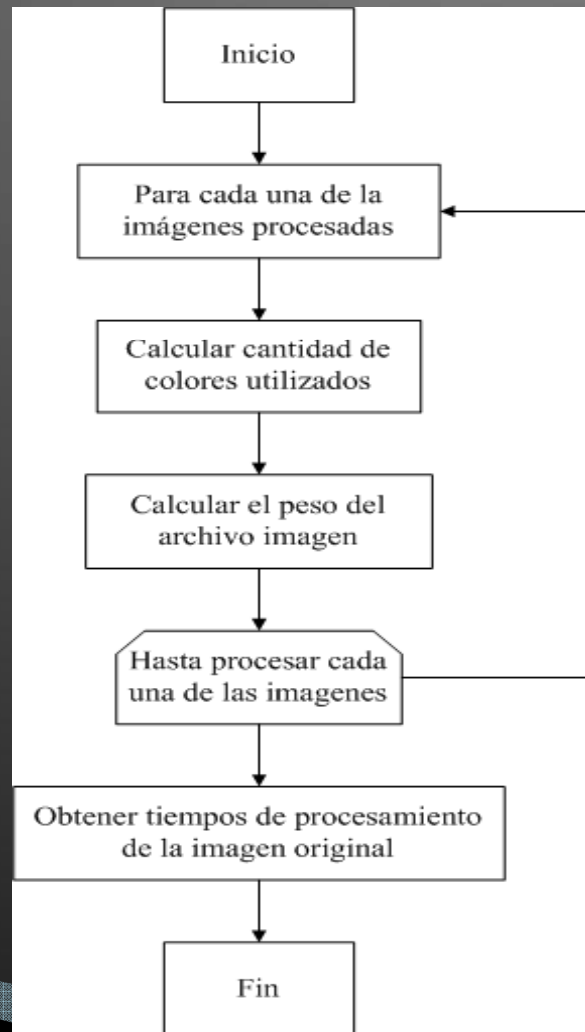 Inicio
Para cada una de la
imágenes procesadas
Calcular cantidad de
colores utilizados
Calcular el peso del
archivo imagen
Hasta procesar cada
una de las imagenes
Obtener tiempos de procesamiento
de la imagen original
Fin